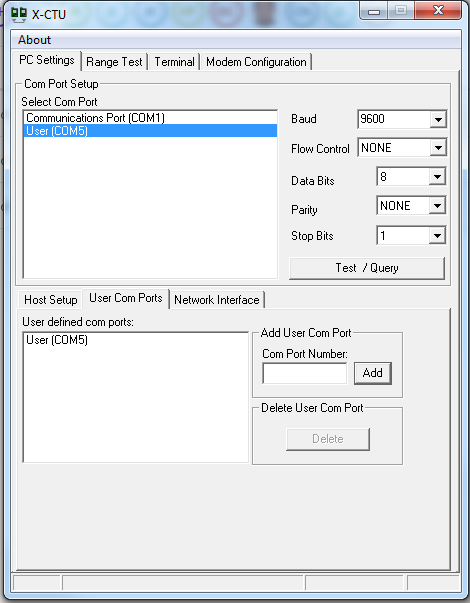 X-CTU
About
PC Settings
Range Test
Terminal
Modem Configuration
Com Port Setup
Select Com Port
Communications Port (COM1)
User (COM5)
Baud
9600
Flow Control
NONE
Data Bits
8
Parity
NONE
Stop Bits
1
Test / Query
Host Setup
User Com Ports
Network Interface
User defined com ports:
User (COM5)
Add User Com Port
Com Port Number:
Add
Delete User Com Port
Delete